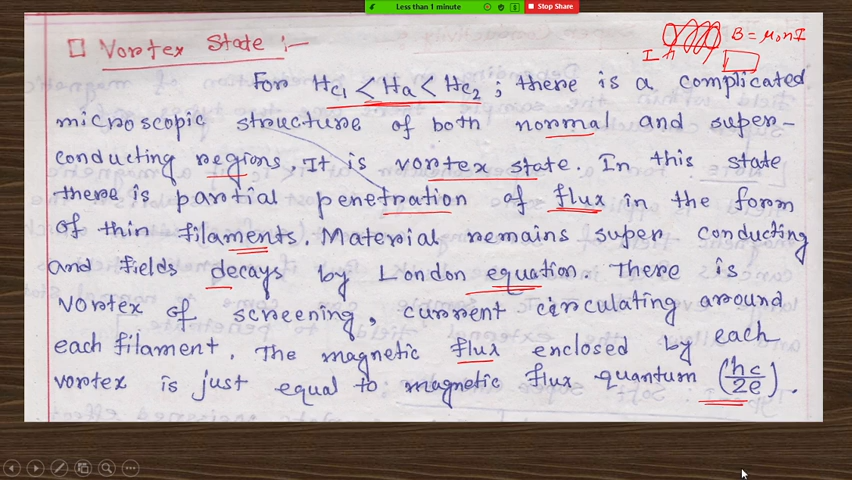 Less than 1 minute
$
Stop Share
□ Vortex State :-
I B = μ₀nI
For Hc₁ < Ha < Hc₂ ; there is a complicated
microscopic structure of both normal and super-
conducting regions. It is vortex state. In this state
there is partial penetration of flux in the form
of thin filaments. Material remains super conducting
and fields decays by London equation. There is
vortex of screening, current circulating around
each filament. The magnetic flux enclosed by each
vortex is just equal to magnetic flux quantum (hc/2e).